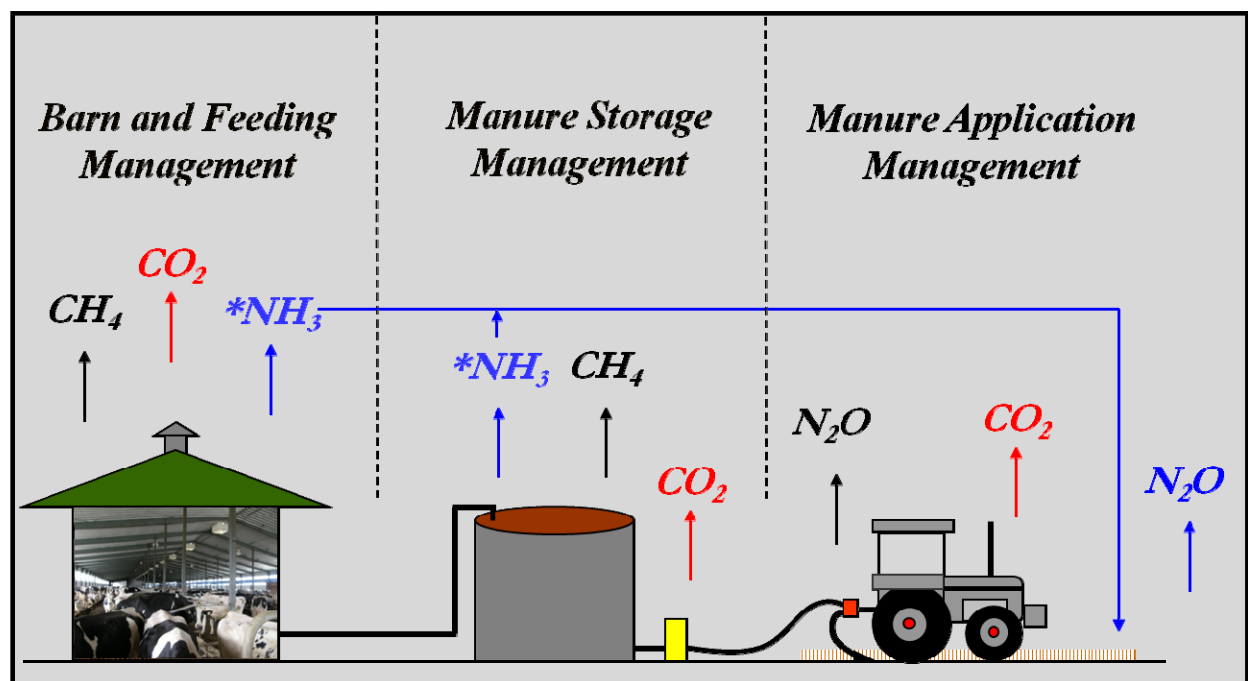 Barn and Feeding
Management
Manure Storage
Management
Manure Application
Management
CH₄
CO₂
*NH₃
*NH₃
CH₄
CO₂
N₂O
CO₂
N₂O